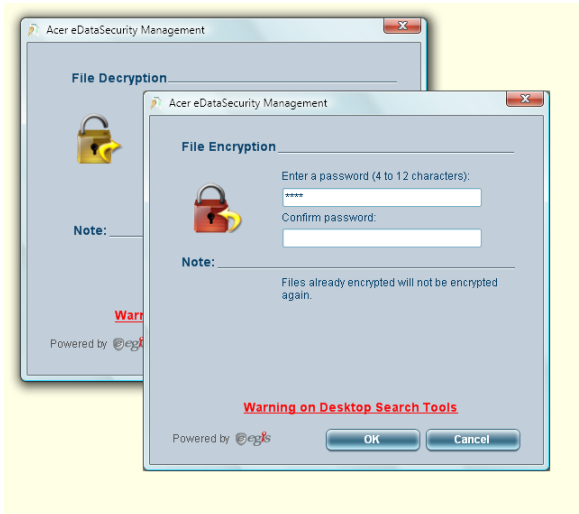 Acer eDataSecurity Management
File Decryption
Note:
Powered by egis
Acer eDataSecurity Management
File Encryption
Enter a password (4 to 12 characters):
****
Confirm password:
Note:
Files already encrypted will not be encrypted
again.
Warning on Desktop Search Tools
Powered by egis
OK
Cancel